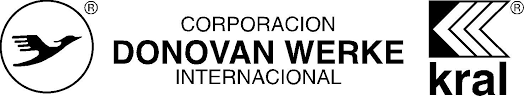 ®
CORPORACION
DONOVAN WERKE
INTERNACIONAL
®
kral